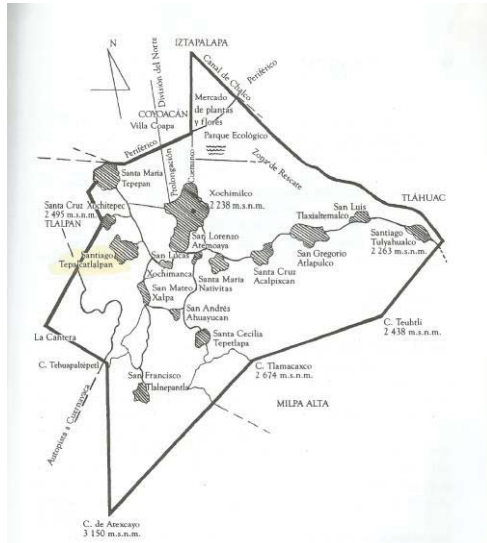 IZTAPALAPA
N
División del Norte
Canal de Chalco
Periférico
Mercado
de plantas
y flores
COYOACÁN
Villa Coapa
Periférico
Parque Ecológico
Prolongación
Cuemanco
Zona de Rescate
Santa María
Tepepan
Xochimilco
2 238 m.s.n.m.
TLÁHUAC
San Luis
Tlaxialtemalco
Santa Cruz Xochitepec
2 495 m.s.n.m.
TLALPAN
San Lorenzo
Atemoaya
Santiago
Tulyahualco
2 263 m.s.n.m.
Santiago
Tepalcatlalpan
San Lucas
Xochimanca
San Gregorio
Atlapulco
Santa María
Nativitas
Santa Cruz
Acalpixcan
San Mateo
Xalpa
San Andrés
Ahuayucan
C. Teuhtli
2 438 m.s.n.m.
La Cantera
Santa Cecilia
Tepetlapa
C. Tehuapaltépetl
C. Tlamacaxco
2 674 m.s.n.m.
San Francisco
Tlalnepantla
MILPA ALTA
Autopista a Cuernavaca
C. de Atexcayo
3 150 m.s.n.m.